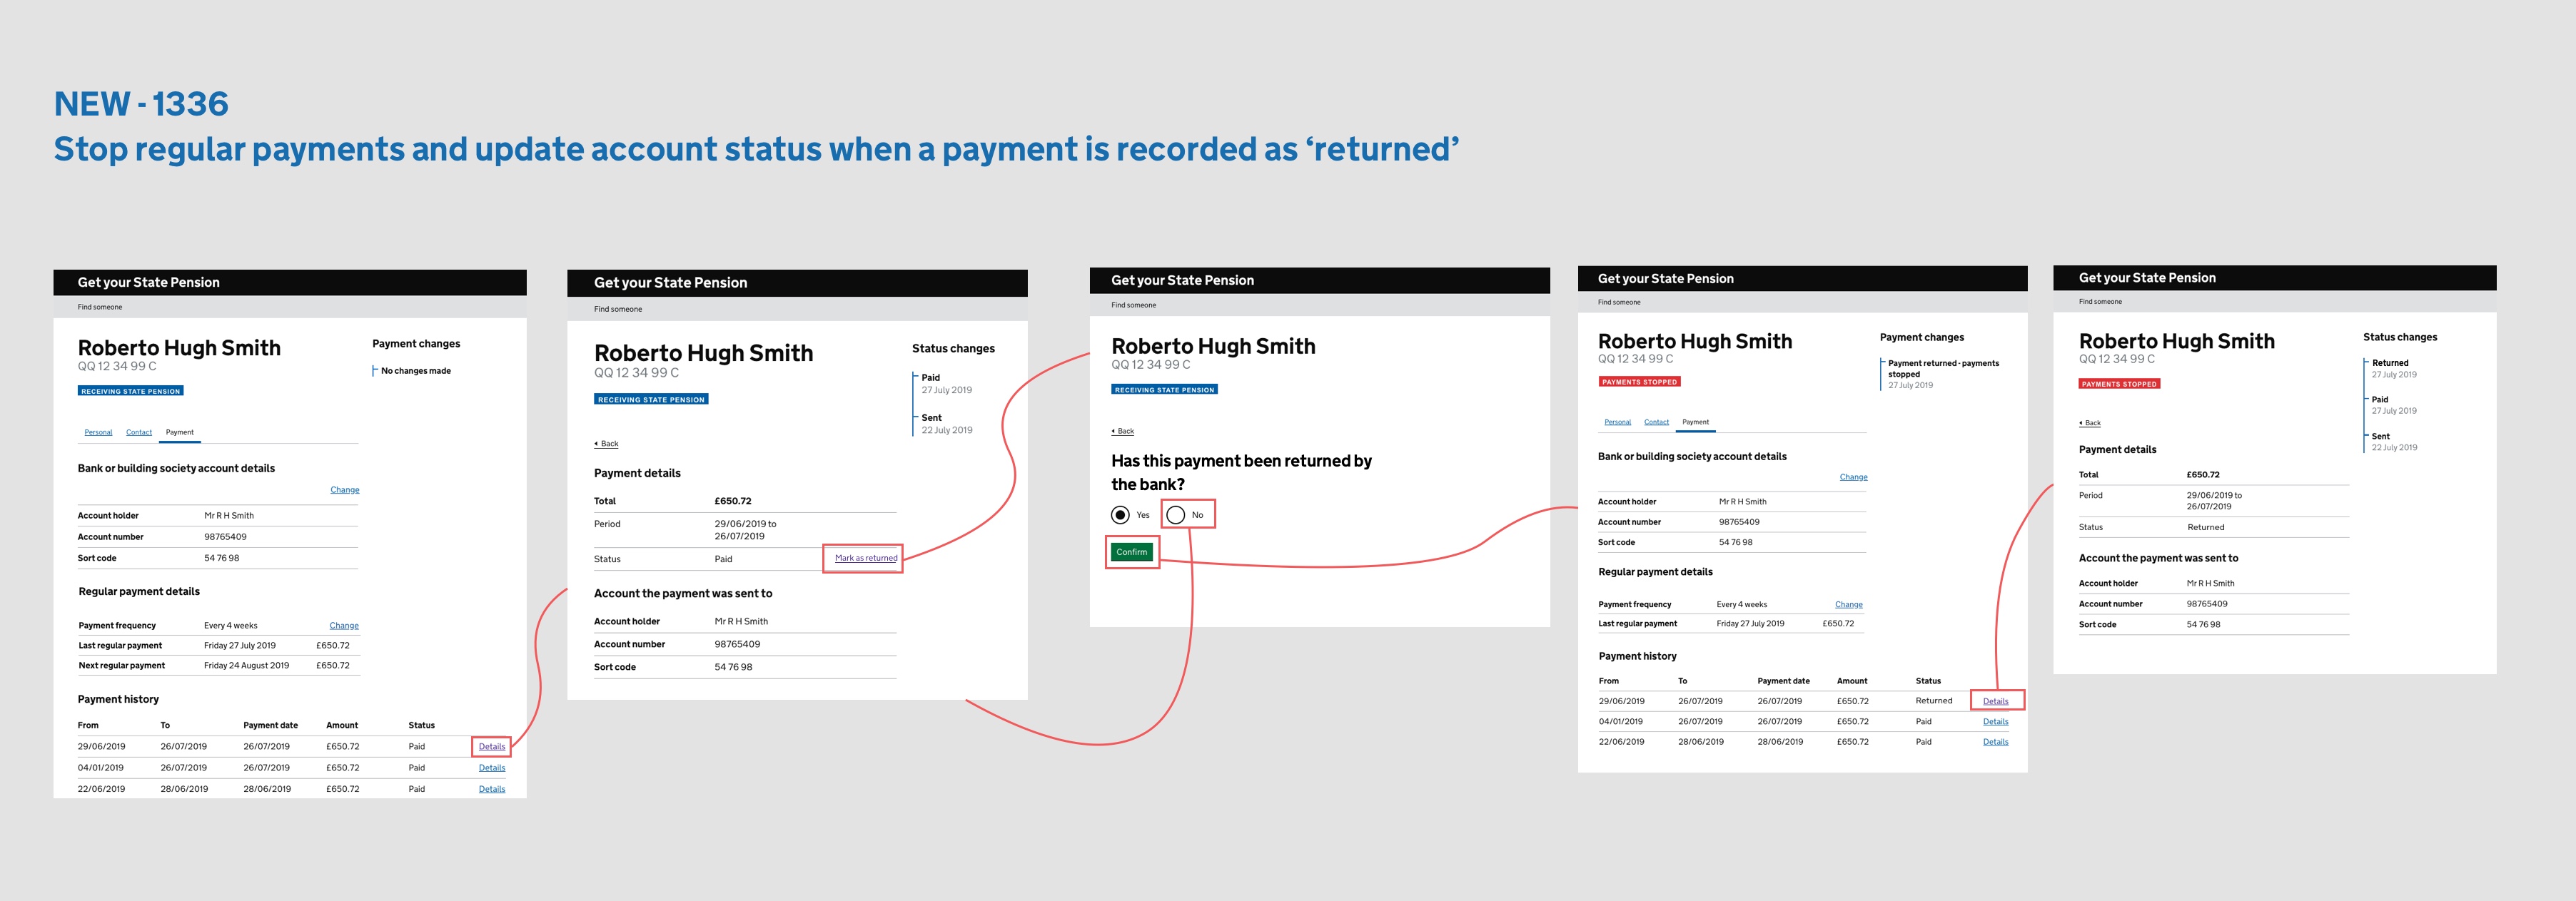 NEW - 1336
Stop regular payments and update account status when a payment is recorded as ‘returned’
Get your State Pension
Find someone
Roberto Hugh Smith
QQ 12 34 99 C
RECEIVING STATE PENSION
Payment changes
No changes made
Personal Contact Payment
Bank or building society account details
Change
Account holder Mr R H Smith
Account number 98765409
Sort code 54 76 98
Regular payment details
Payment frequency Every 4 weeks Change
Last regular payment Friday 27 July 2019 £650.72
Next regular payment Friday 24 August 2019 £650.72
Payment history
From To Payment date Amount Status
29/06/2019 26/07/2019 26/07/2019 £650.72 Paid Details
04/01/2019 26/07/2019 26/07/2019 £650.72 Paid Details
22/06/2019 28/06/2019 28/06/2019 £650.72 Paid Details
Get your State Pension
Find someone
Roberto Hugh Smith
QQ 12 34 99 C
RECEIVING STATE PENSION
Status changes
Paid
27 July 2019
Sent
22 July 2019
Back
Payment details
Total £650.72
Period 29/06/2019 to
26/07/2019
Status Paid Mark as returned
Account the payment was sent to
Account holder Mr R H Smith
Account number 98765409
Sort code 54 76 98
Get your State Pension
Find someone
Roberto Hugh Smith
QQ 12 34 99 C
RECEIVING STATE PENSION
Back
Has this payment been returned by
the bank?
Yes No
Confirm
Get your State Pension
Find someone
Roberto Hugh Smith
QQ 12 34 99 C
PAYMENTS STOPPED
Payment changes
Payment returned - payments
stopped
27 July 2019
Personal Contact Payment
Bank or building society account details
Change
Account holder Mr R H Smith
Account number 98765409
Sort code 54 76 98
Regular payment details
Payment frequency Every 4 weeks Change
Last regular payment Friday 27 July 2019 £650.72
Payment history
From To Payment date Amount Status
29/06/2019 26/07/2019 26/07/2019 £650.72 Returned Details
04/01/2019 26/07/2019 26/07/2019 £650.72 Paid Details
22/06/2019 28/06/2019 28/06/2019 £650.72 Paid Details
Get your State Pension
Find someone
Roberto Hugh Smith
QQ 12 34 99 C
PAYMENTS STOPPED
Status changes
Returned
27 July 2019
Paid
27 July 2019
Sent
22 July 2019
Back
Payment details
Total £650.72
Period 29/06/2019 to
26/07/2019
Status Returned
Account the payment was sent to
Account holder Mr R H Smith
Account number 98765409
Sort code 54 76 98